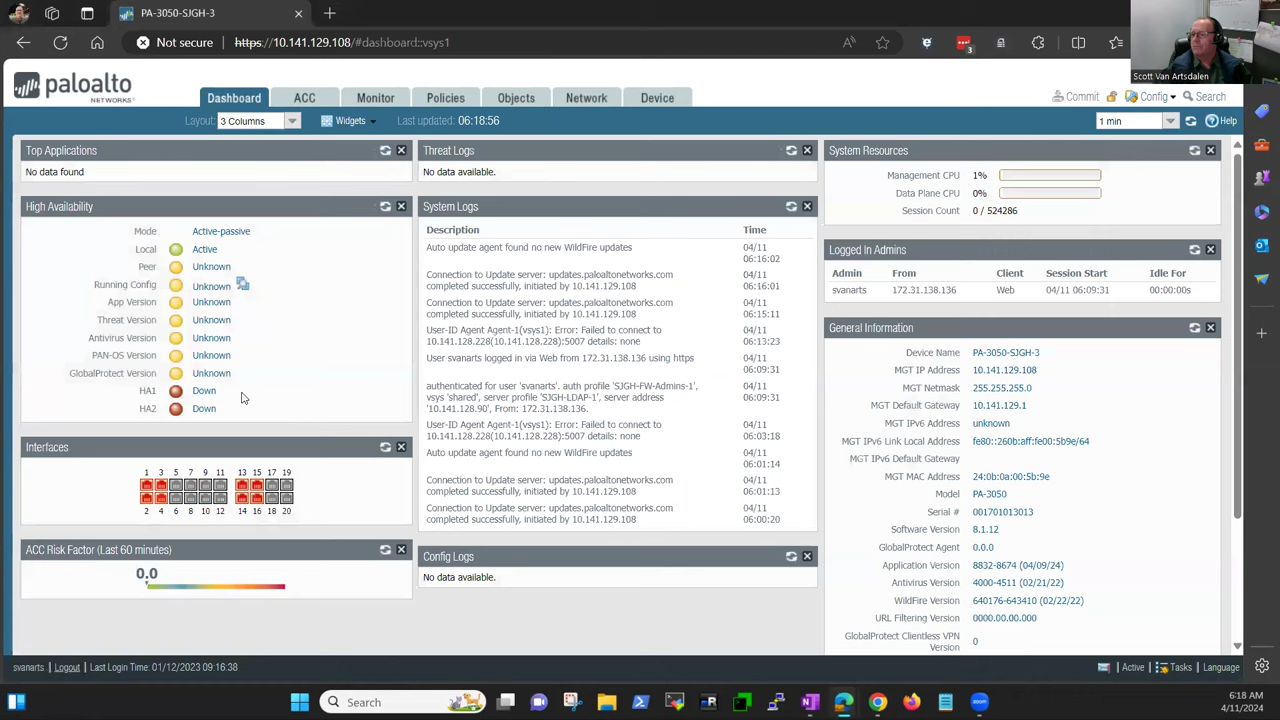 PA-3050-SJGH-3
Not secure https://10.141.129.108/#dashboard::vsys1
3
Scott Van Artsdalen
paloalto
NETWORKS
Dashboard ACC Monitor Policies Objects Network Device
Commit Config Search
Layout: 3 Columns Widgets Last updated: 06:18:56 1 min Help
Top Applications
No data found
High Availability
Mode Active-passive
Local Active
Peer Unknown
Running Config Unknown
App Version Unknown
Threat Version Unknown
Antivirus Version Unknown
PAN-OS Version Unknown
GlobalProtect Version Unknown
HA1 Down
HA2 Down
Interfaces
1 3 5 7 9 11 13 15 17 19
2 4 6 8 10 12 14 16 18 20
ACC Risk Factor (Last 60 minutes)
0.0
Threat Logs
No data available.
System Logs
Description Time
Auto update agent found no new WildFire updates 04/11
06:16:02
Connection to Update server: updates.paloaltonetworks.com 04/11
completed successfully, initiated by 10.141.129.108 06:16:01
Connection to Update server: updates.paloaltonetworks.com 04/11
completed successfully, initiated by 10.141.129.108 06:15:11
User-ID Agent Agent-1(vsys1): Error: Failed to connect to 04/11
10.141.128.228(10.141.128.228):5007 details: none 06:13:23
User svanarts logged in via Web from 172.31.138.136 using https 04/11
06:09:31
authenticated for user 'svanarts'. auth profile 'SJGH-FW-Admins-1', 04/11
vsys 'shared', server profile 'SJGH-LDAP-1', server address 06:09:31
'10.141.128.90', From: 172.31.138.136.
User-ID Agent Agent-1(vsys1): Error: Failed to connect to 04/11
10.141.128.228(10.141.128.228):5007 details: none 06:03:18
Auto update agent found no new WildFire updates 04/11
06:01:14
Connection to Update server: updates.paloaltonetworks.com 04/11
completed successfully, initiated by 10.141.129.108 06:01:13
Connection to Update server: updates.paloaltonetworks.com 04/11
completed successfully, initiated by 10.141.129.108 06:00:20
Config Logs
No data available.
System Resources
Management CPU 1%
Data Plane CPU 0%
Session Count 0 / 524286
Logged In Admins
Admin From Client Session Start Idle For
svanarts 172.31.138.136 Web 04/11 06:09:31 00:00:00s
General Information
Device Name PA-3050-SJGH-3
MGT IP Address 10.141.129.108
MGT Netmask 255.255.255.0
MGT Default Gateway 10.141.129.1
MGT IPv6 Address unknown
MGT IPv6 Link Local Address fe80::260b:aff:fe00:5b9e/64
MGT IPv6 Default Gateway
MGT MAC Address 24:0b:0a:00:5b:9e
Model PA-3050
Serial # 001701013013
Software Version 8.1.12
GlobalProtect Agent 0.0.0
Application Version 8832-8674 (04/09/24)
Antivirus Version 4000-4511 (02/21/22)
WildFire Version 640176-643410 (02/22/22)
URL Filtering Version 0000.00.00.000
GlobalProtect Clientless VPN 0
Version
svanarts Logout Last Login Time: 01/12/2023 09:16:38 Active Tasks Language
Search
6:18 AM
4/11/2024